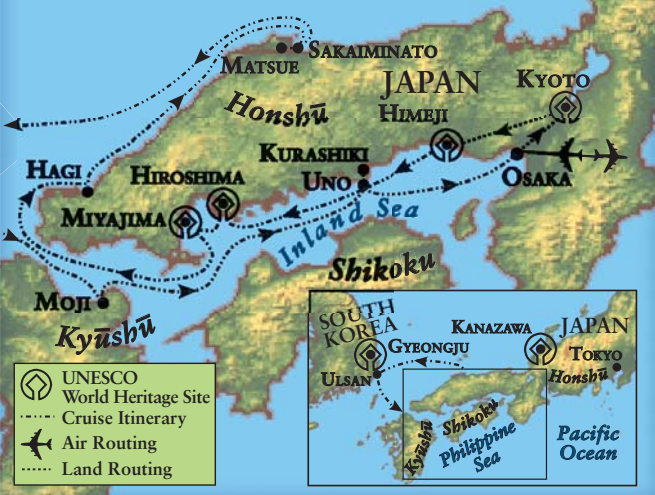 SAKAIMINATO
MATSUE
JAPAN
KYOTO
Honshū
HIMEJI
KURASHIKI
HAGI
HIROSHIMA
UNO
OSAKA
MIYAJIMA
Inland Sea
Shikoku
MOJI
Kyūshū
UNESCO
World Heritage Site
Cruise Itinerary
Air Routing
Land Routing
SOUTH
KOREA
KANAZAWA
JAPAN
GYEONGJU
TOKYO
ULSAN
Honshū
Shikoku
Kyūshū
Philippine
Sea
Pacific
Ocean